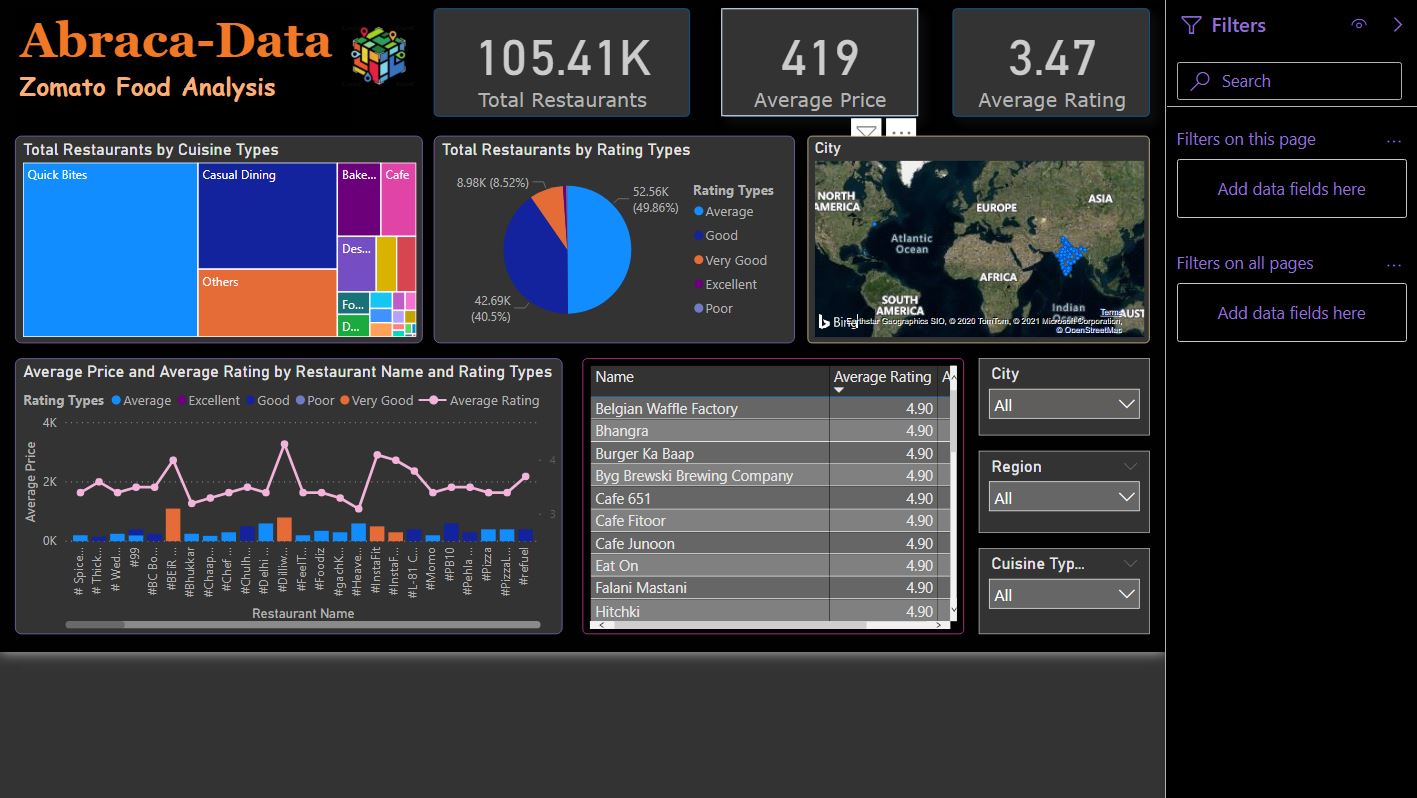 Abraca-Data
Zomato Food Analysis
105.41K
Total Restaurants
419
Average Price
3.47
Average Rating
Filters
Search
Filters on this page
...
Add data fields here
Filters on all pages
...
Add data fields here
Total Restaurants by Cuisine Types
Quick Bites
Casual Dining
Bake...
Cafe
Others
Des...
Fo...
D...
Total Restaurants by Rating Types
8.98K (8.52%)
52.56K
(49.86%)
42.69K
(40.5%)
Rating Types
Average
Good
Very Good
Excellent
Poor
City
NORTH
AMERICA
EUROPE
ASIA
Atlantic
Ocean
AFRICA
SOUTH
AMERICA
Indian
Ocean
AUST
Bing
Terms
Earthstar Geographics SIO, © 2020 TomTom, © 2021 Microsoft Corporation,
© OpenStreetMap
Average Price and Average Rating by Restaurant Name and Rating Types
Rating Types Average Excellent Good Poor Very Good Average Rating
Average Price
4K
2K
0K
4
3
# Spice...
# Thick...
# Wed...
#99
#BC Bo...
#BEiR ...
#Bhukkar
#Chaap...
#Chef ...
#Chulh...
#Delhi ...
#Dilliw...
#FeelT...
#Foodiz
#gachK...
#Heave...
#InstaFit
#InstaF...
#L-81 C...
#Momo
#PB10
#Pehla ...
#Pizza
#PizzaL...
#refuel
Restaurant Name
Name Average Rating A
Belgian Waffle Factory 4.90
Bhangra 4.90
Burger Ka Baap 4.90
Byg Brewski Brewing Company 4.90
Cafe 651 4.90
Cafe Fitoor 4.90
Cafe Junoon 4.90
Eat On 4.90
Falani Mastani 4.90
Hitchki 4.90
City
All
Region
All
Cuisine Typ...
All